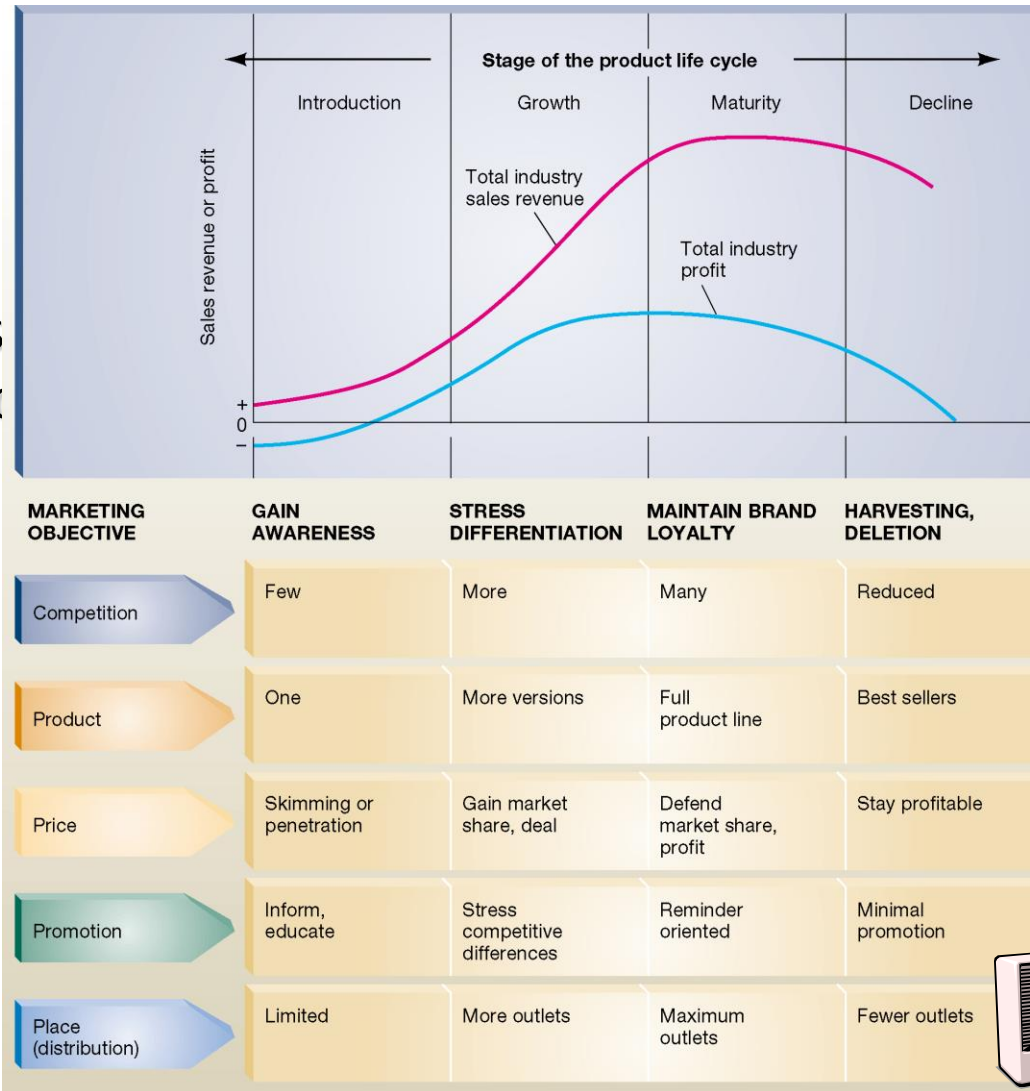 Stage of the product life cycle
Introduction
Growth
Maturity
Decline
Sales revenue or profit
Total industry
sales revenue
Total industry
profit
+
0
–
MARKETING
OBJECTIVE
GAIN
AWARENESS
STRESS
DIFFERENTIATION
MAINTAIN BRAND
LOYALTY
HARVESTING,
DELETION
Competition
Few
More
Many
Reduced
Product
One
More versions
Full
product line
Best sellers
Price
Skimming or
penetration
Gain market
share, deal
Defend
market share,
profit
Stay profitable
Promotion
Inform,
educate
Stress
competitive
differences
Reminder
oriented
Minimal
promotion
Place
(distribution)
Limited
More outlets
Maximum
outlets
Fewer outlets